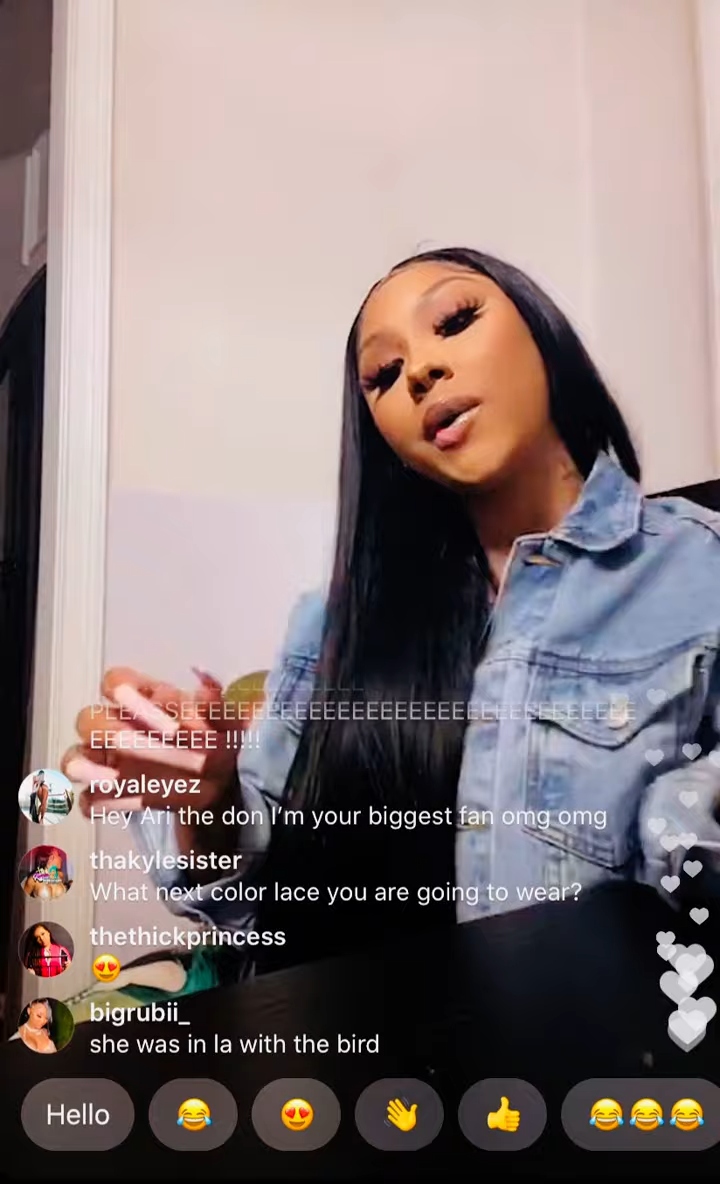 PLEASSEEEEEEEEEEEEEEEEEEEEEEEEEEEEEEEEEE
EEEEEEEEE !!!!!
royaleyez
Hey Ari the don I'm your biggest fan omg omg
thakylesister
What next color lace you are going to wear?
thethickprincess
😍
bigrubii_
she was in la with the bird
Hello 😂 😍 👋 👍 😂😂😂